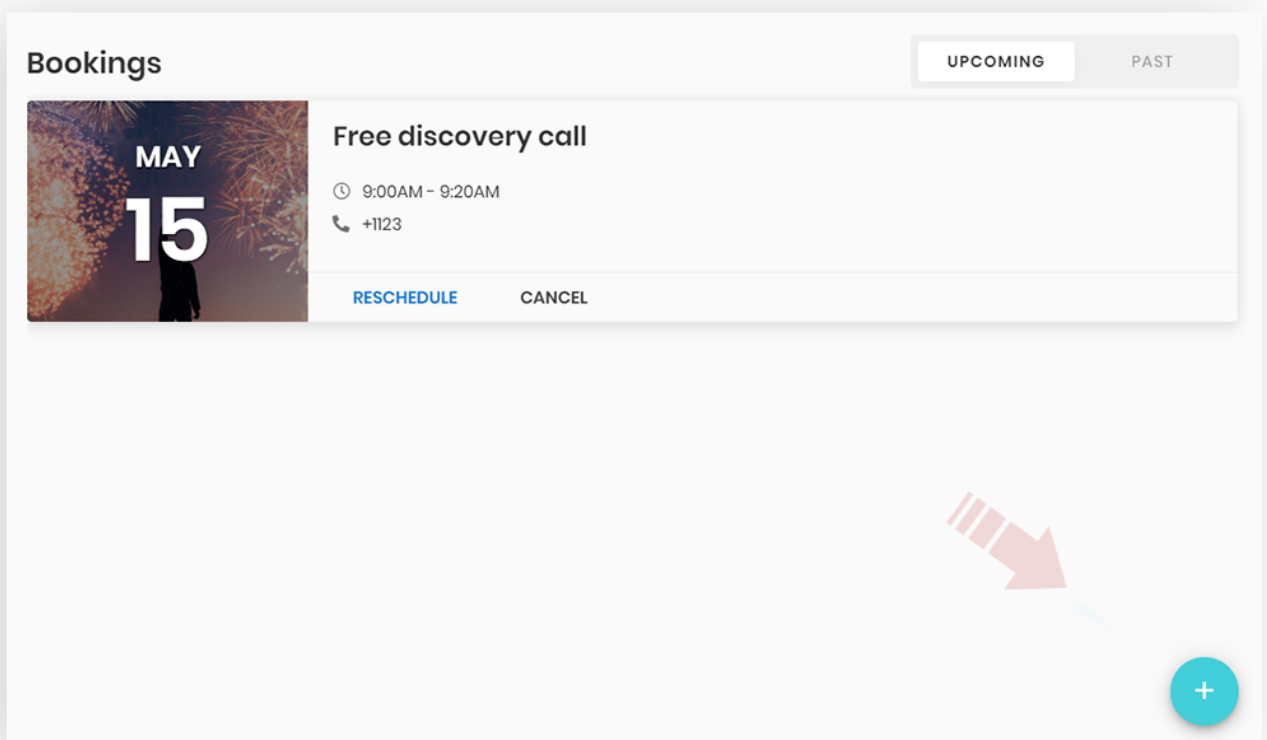 Bookings
UPCOMING
PAST
MAY
15
Free discovery call
9:00AM - 9:20AM
+1123
RESCHEDULE
CANCEL
+